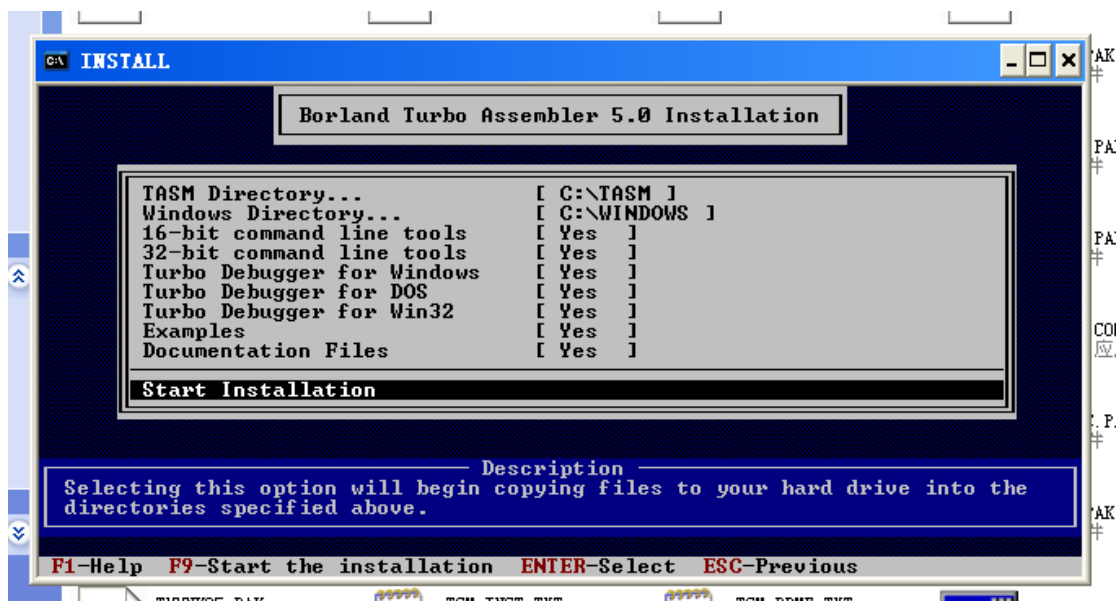 INSTALL
Borland Turbo Assembler 5.0 Installation
TASM Directory... [ C:\TASM ]
Windows Directory... [ C:\WINDOWS ]
16-bit command line tools [ Yes ]
32-bit command line tools [ Yes ]
Turbo Debugger for Windows [ Yes ]
Turbo Debugger for DOS [ Yes ]
Turbo Debugger for Win32 [ Yes ]
Examples [ Yes ]
Documentation Files [ Yes ]
Start Installation
Description
Selecting this option will begin copying files to your hard drive into the
directories specified above.
F1-Help F9-Start the installation ENTER-Select ESC-Previous